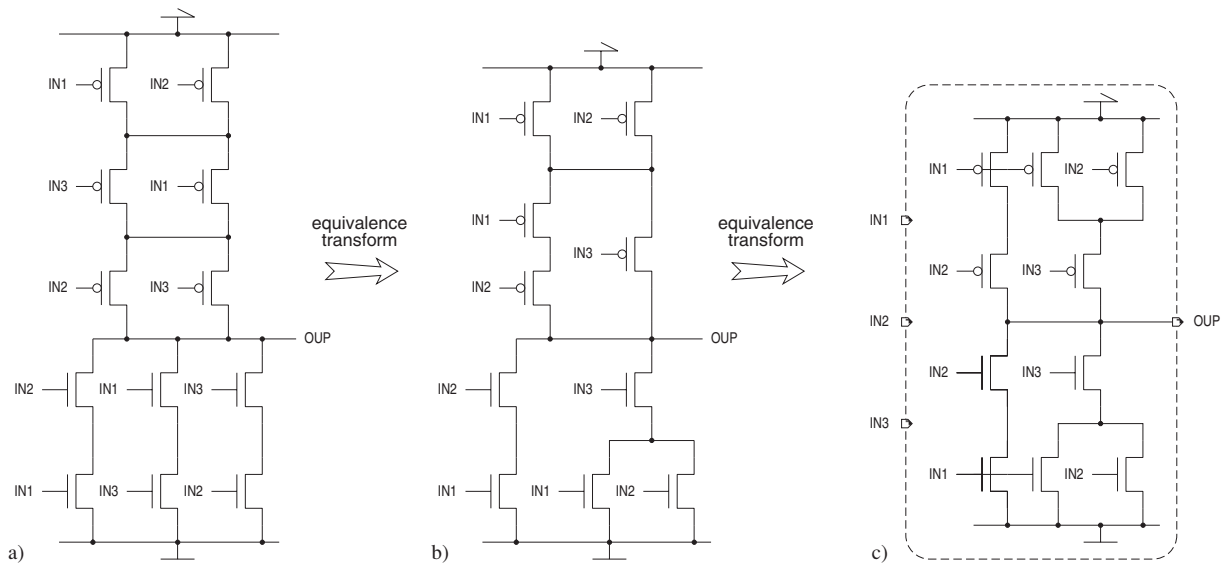 IN1 IN2
IN3 IN1
IN2 IN3
OUP
IN2 IN1 IN3
IN1 IN3 IN2
a)
equivalence
transform
IN1 IN2
IN1
IN3
IN2
OUP
IN2 IN3
IN1 IN1 IN2
b)
equivalence
transform
IN1 IN2
IN1
IN2 IN3
IN2 OUP
IN2 IN3
IN3
IN1 IN2
c)